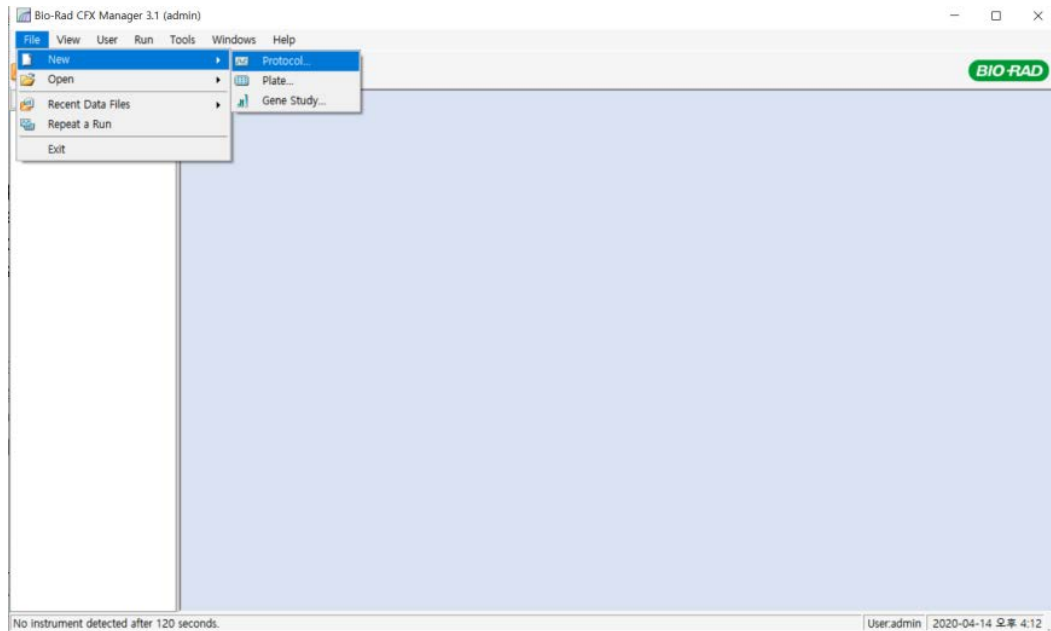 Bio-Rad CFX Manager 3.1 (admin)
File View User Run Tools Windows Help
New
Open
Recent Data Files
Repeat a Run
Exit
Protocol...
Plate...
Gene Study...
BIO-RAD
No instrument detected after 120 seconds.
User:admin 2020-04-14 오후 4:12